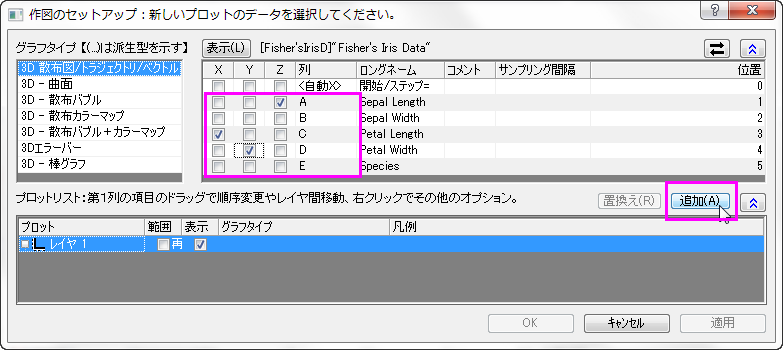 作図のセットアップ：新しいプロットのデータを選択してください。
グラフタイプ【(...)は派生型を示す】
表示(L)
[Fisher'sIrisD]"Fisher's Iris Data"
3D 散布図/トラジェクトリ/ベクトル
3D - 曲面
3D - 散布バブル
3D - 散布カラーマップ
3D - 散布バブル＋カラーマップ
3Dエラーバー
3D - 棒グラフ
X Y Z 列 ロングネーム コメント サンプリング間隔 位置
<自動X> 開始/ステップ= 0
A Sepal Length 1
B Sepal Width 2
C Petal Length 3
D Petal Width 4
E Species 5
プロットリスト：第1列の項目のドラッグで順序変更やレイヤ間移動、右クリックでその他のオプション。
置換え(R)
追加(A)
プロット 範囲 表示 グラフタイプ 凡例
レイヤ 1 再
OK
キャンセル
適用